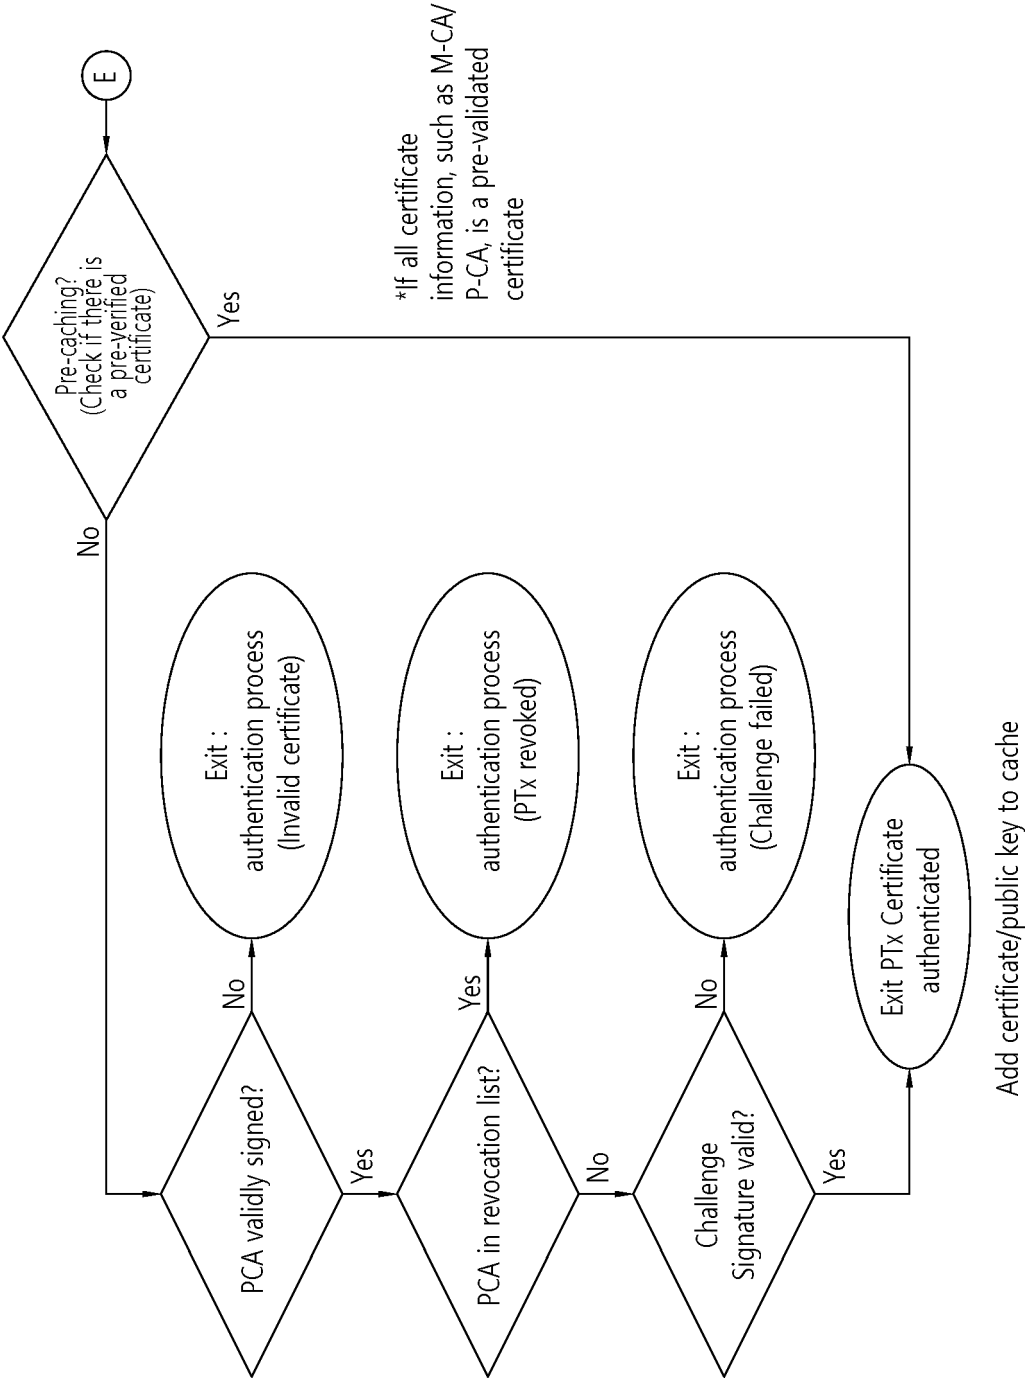 E
Pre-caching?
(Check if there is
a pre-verified
certificate)
Yes
No
*If all certificate
information, such as M-CA/
P-CA, is a pre-validated
certificate
PCA validly signed?
No
Yes
Exit :
authentication process
(Invalid certificate)
PCA in revocation list?
Yes
No
Exit :
authentication process
(PTx revoked)
Challenge
Signature valid?
No
Yes
Exit :
authentication process
(Challenge failed)
Exit PTx Certificate
authenticated
Add certificate/public key to cache